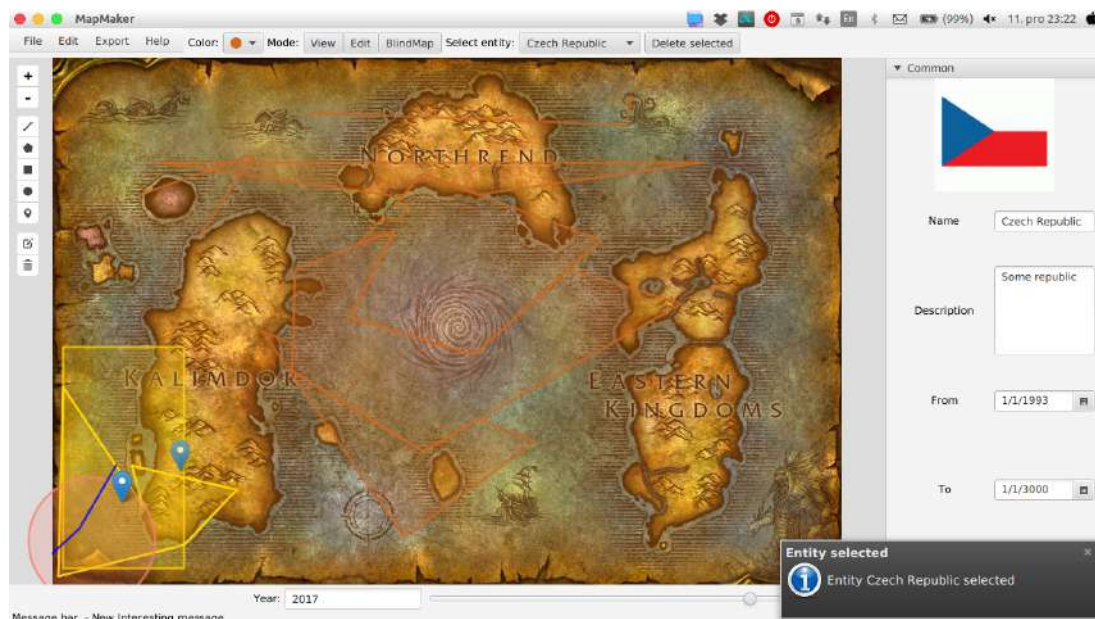 MapMaker
En
(99%)
11. pro 23:22
File Edit Export Help Color: Mode: View Edit BlindMap Select entity: Czech Republic Delete selected
Common
+
-
NORTHREND
Name Czech Republic
Description Some republic
KALIMDOR
EASTERN
KINGDOMS
From 1/1/1993
To 1/1/3000
Entity selected
Entity Czech Republic selected
Year: 2017
Message bar. - New Interesting message